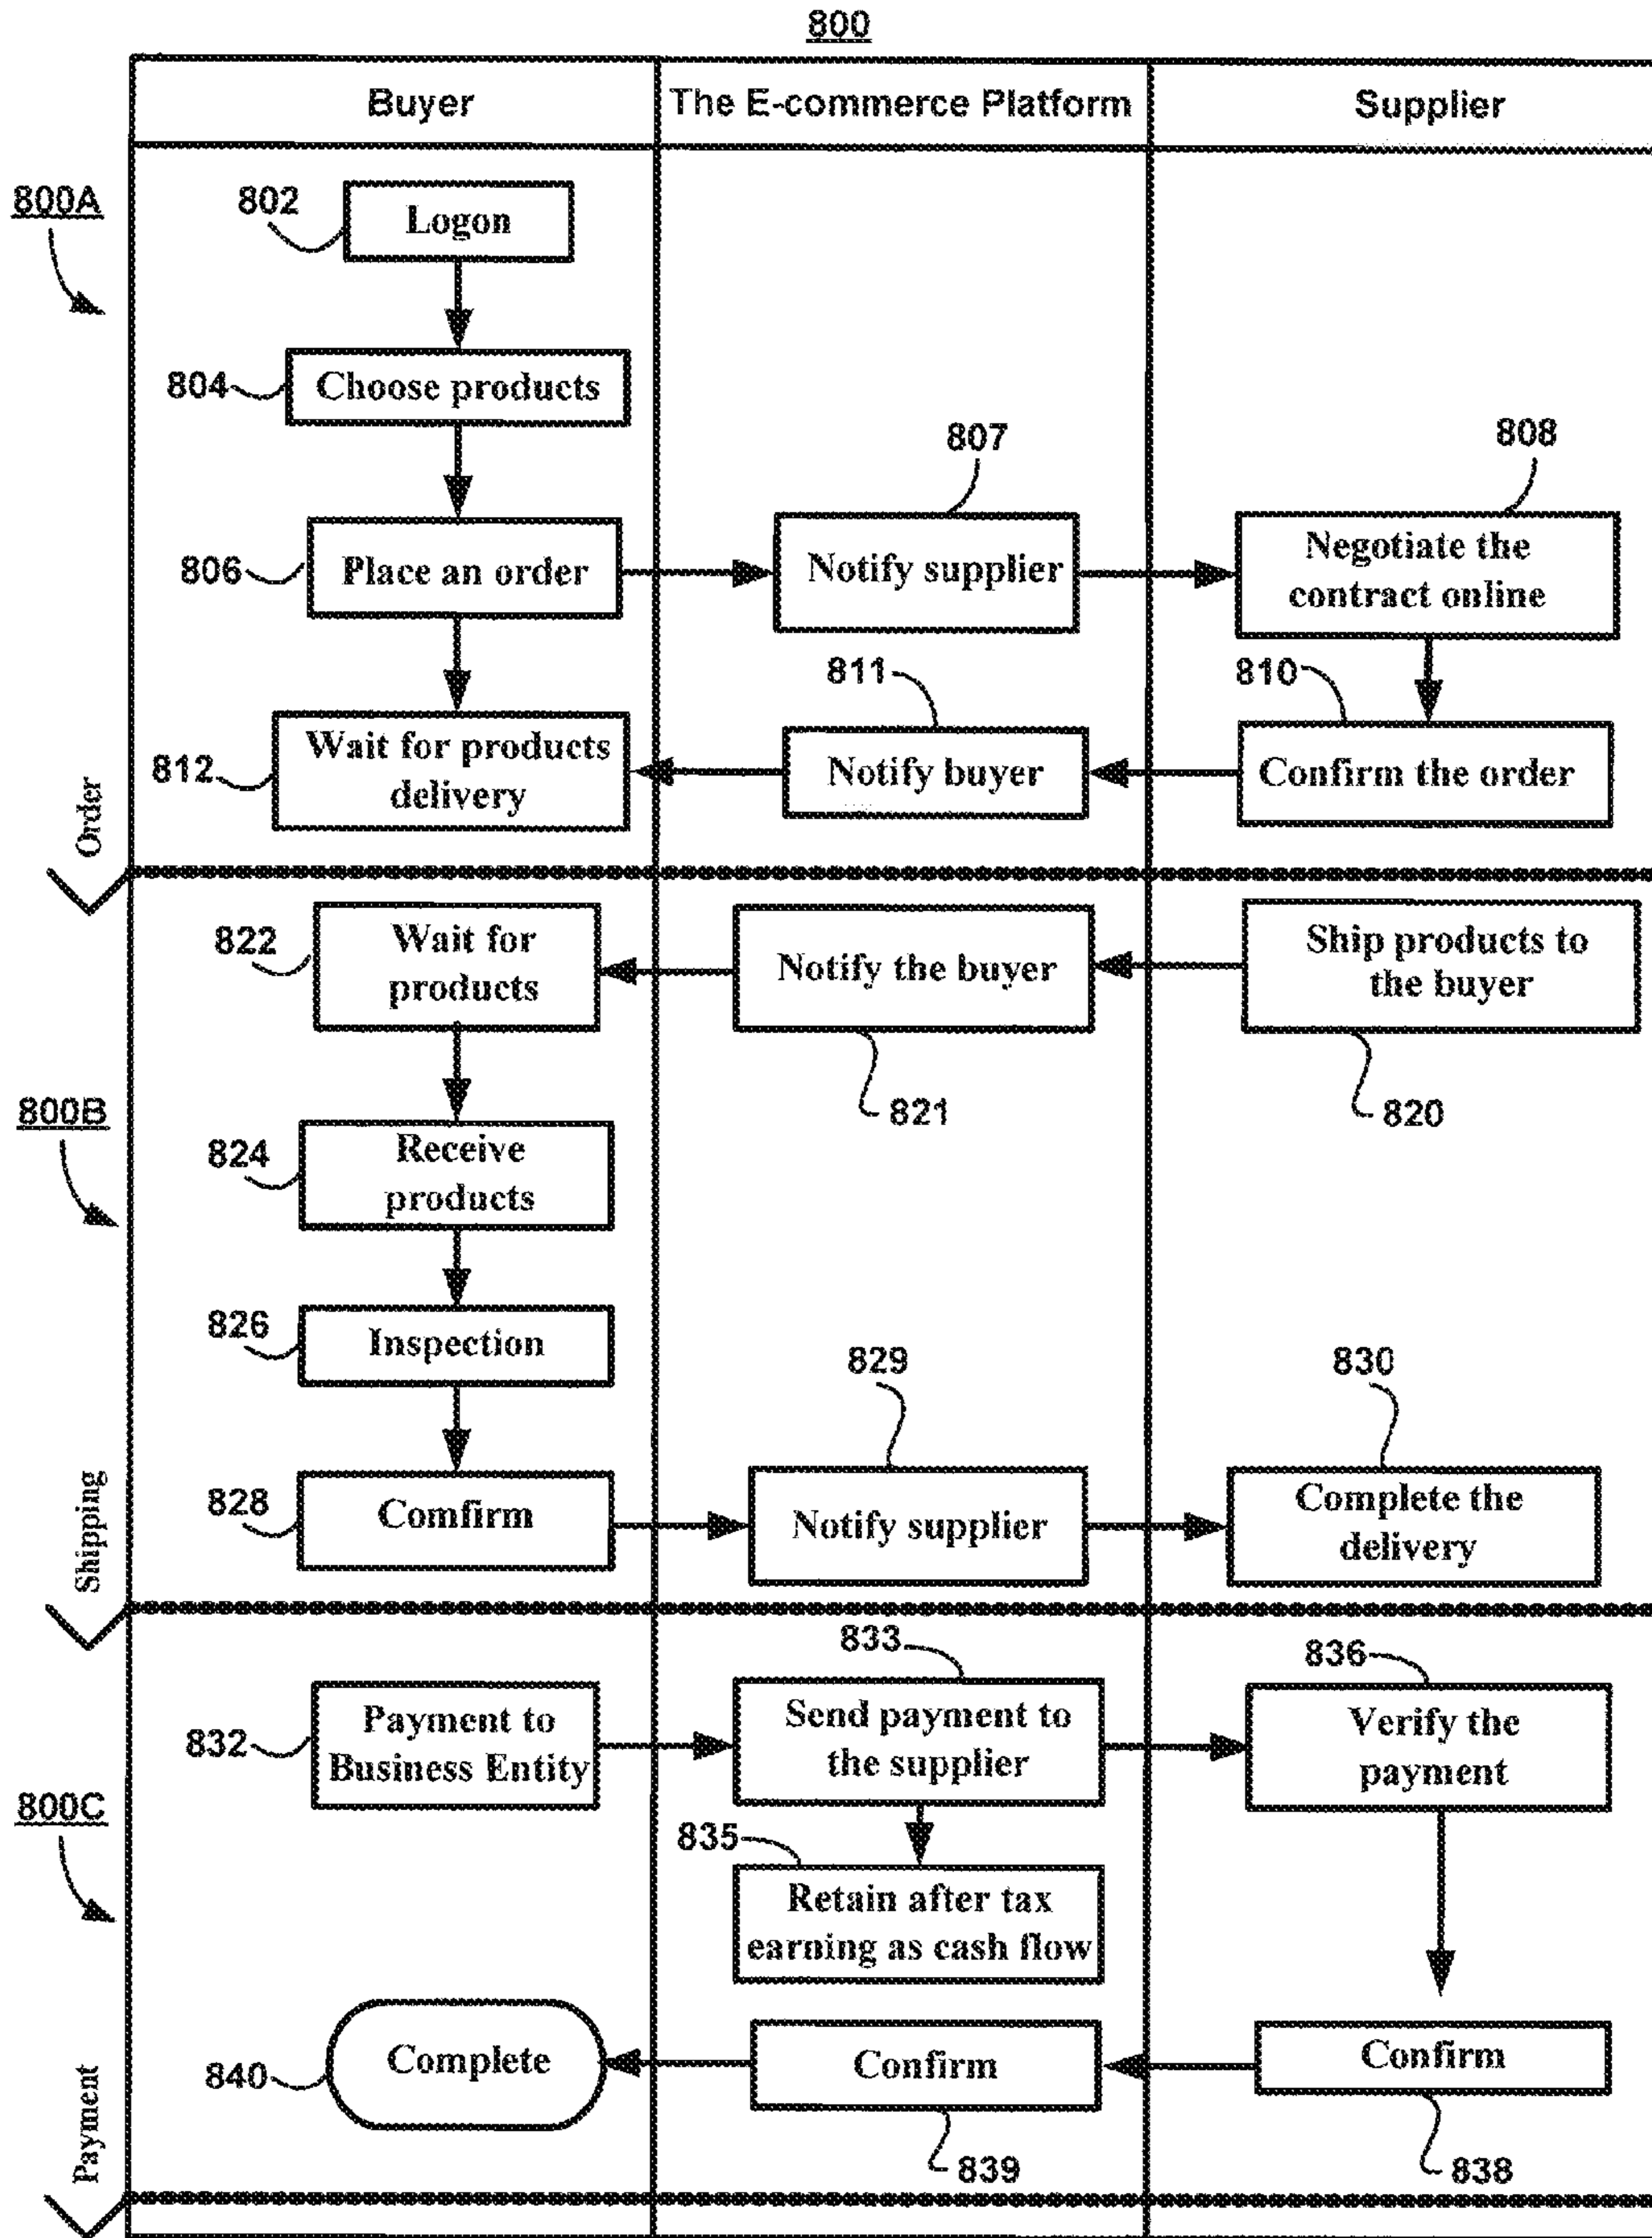 800
Buyer
The E-commerce Platform
Supplier
800A
802
Logon
804
Choose products
807
808
806
Place an order
Notify supplier
Negotiate the
contract online
811
810
812
Wait for products
delivery
Notify buyer
Confirm the order
Order
822
Wait for
products
Notify the buyer
Ship products to
the buyer
821
820
800B
824
Receive
products
826
Inspection
829
830
828
Comfirm
Notify supplier
Complete the
delivery
Shipping
833
836
832
Payment to
Business Entity
Send payment to
the supplier
Verify the
payment
800C
835
Retain after tax
earning as cash flow
840
Complete
Confirm
Confirm
839
838
Payment